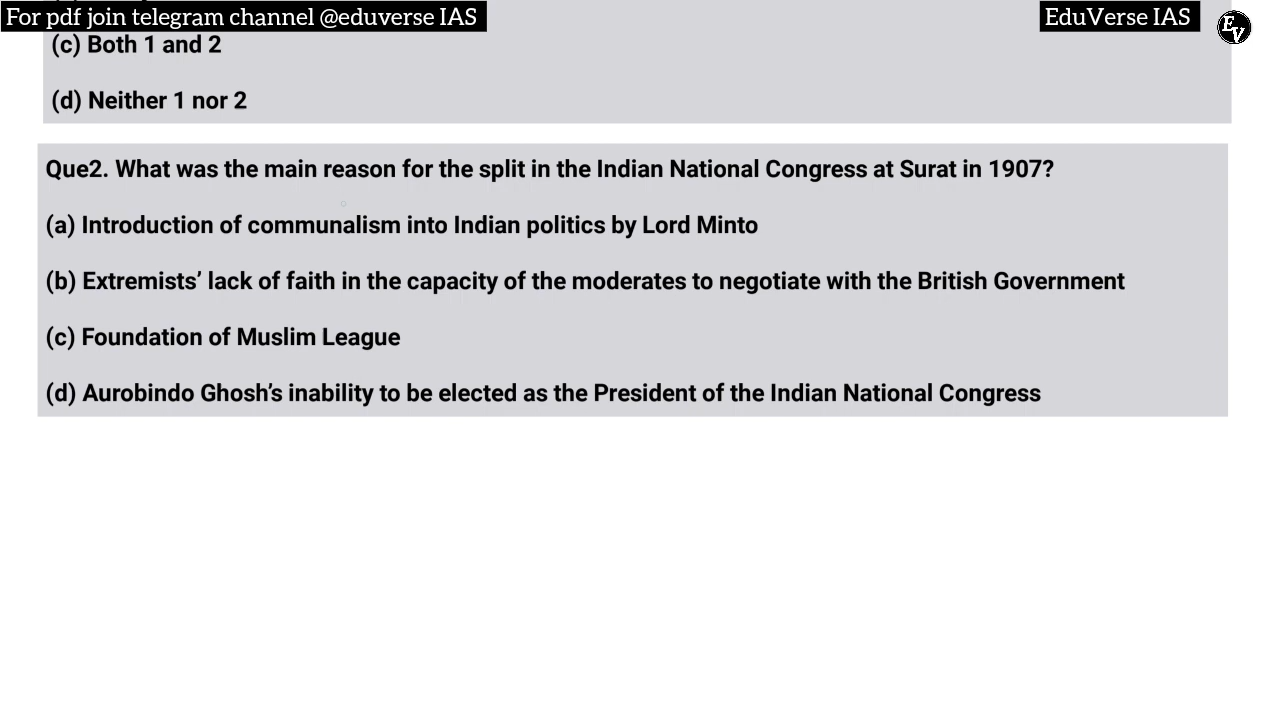 For pdf join telegram channel @eduverse IAS
EduVerse IAS
EV
(c) Both 1 and 2
(d) Neither 1 nor 2
Que2. What was the main reason for the split in the Indian National Congress at Surat in 1907?
(a) Introduction of communalism into Indian politics by Lord Minto
(b) Extremists’ lack of faith in the capacity of the moderates to negotiate with the British Government
(c) Foundation of Muslim League
(d) Aurobindo Ghosh’s inability to be elected as the President of the Indian National Congress